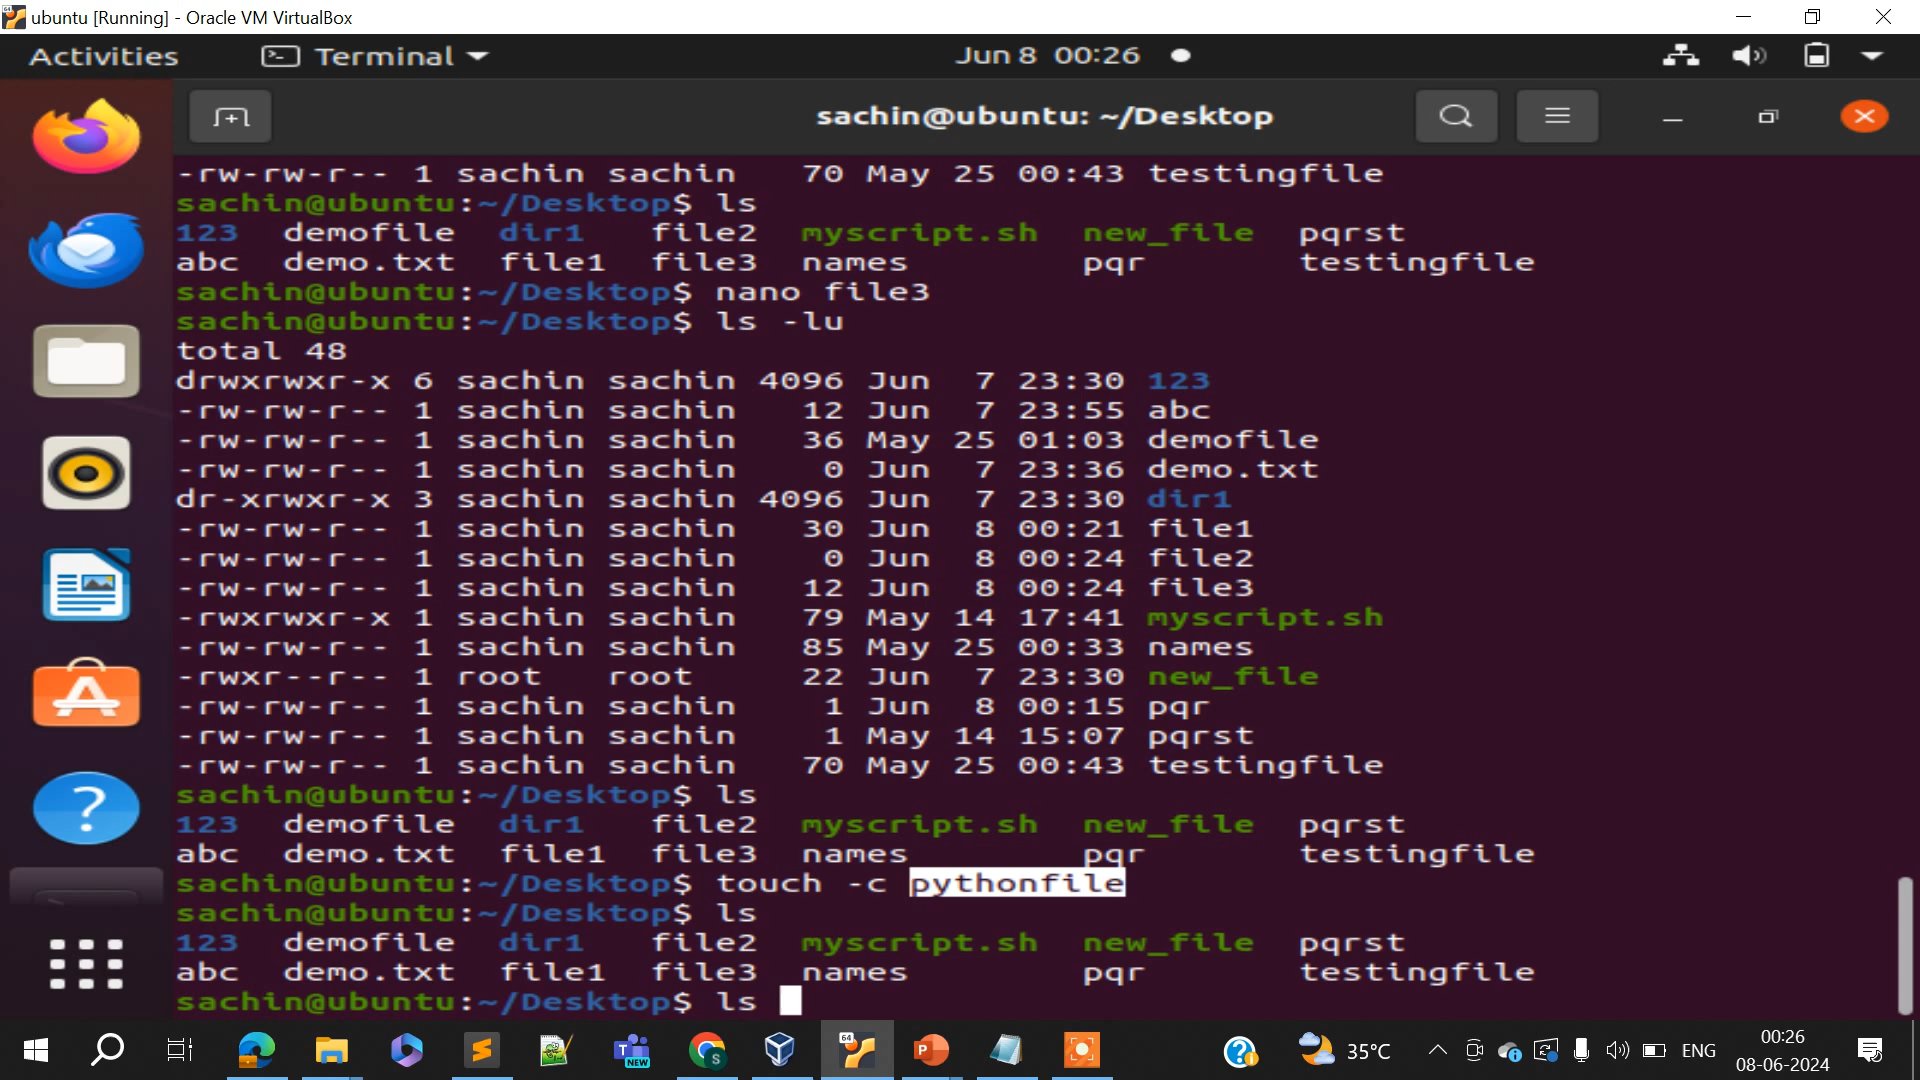 ubuntu [Running] - Oracle VM VirtualBox
Activities Terminal Jun 8 00:26
sachin@ubuntu: ~/Desktop
-rw-rw-r-- 1 sachin sachin 70 May 25 00:43 testingfile
sachin@ubuntu:~/Desktop$ ls
123 demofile dir1 file2 myscript.sh new_file pqrst
abc demo.txt file1 file3 names pqr testingfile
sachin@ubuntu:~/Desktop$ nano file3
sachin@ubuntu:~/Desktop$ ls -lu
total 48
drwxrwxr-x 6 sachin sachin 4096 Jun 7 23:30 123
-rw-rw-r-- 1 sachin sachin 12 Jun 7 23:55 abc
-rw-rw-r-- 1 sachin sachin 36 May 25 01:03 demofile
-rw-rw-r-- 1 sachin sachin 0 Jun 7 23:36 demo.txt
dr-xrwxr-x 3 sachin sachin 4096 Jun 7 23:30 dir1
-rw-rw-r-- 1 sachin sachin 30 Jun 8 00:21 file1
-rw-rw-r-- 1 sachin sachin 0 Jun 8 00:24 file2
-rw-rw-r-- 1 sachin sachin 12 Jun 8 00:24 file3
-rwxrwxr-x 1 sachin sachin 79 May 14 17:41 myscript.sh
-rw-rw-r-- 1 sachin sachin 85 May 25 00:33 names
-rwxr--r-- 1 root root 22 Jun 7 23:30 new_file
-rw-rw-r-- 1 sachin sachin 1 Jun 8 00:15 pqr
-rw-rw-r-- 1 sachin sachin 1 May 14 15:07 pqrst
-rw-rw-r-- 1 sachin sachin 70 May 25 00:43 testingfile
sachin@ubuntu:~/Desktop$ ls
123 demofile dir1 file2 myscript.sh new_file pqrst
abc demo.txt file1 file3 names pqr testingfile
sachin@ubuntu:~/Desktop$ touch -c pythonfile
sachin@ubuntu:~/Desktop$ ls
123 demofile dir1 file2 myscript.sh new_file pqrst
abc demo.txt file1 file3 names pqr testingfile
sachin@ubuntu:~/Desktop$ ls
NEW
S
64
P
35°C
ENG
00:26
08-06-2024